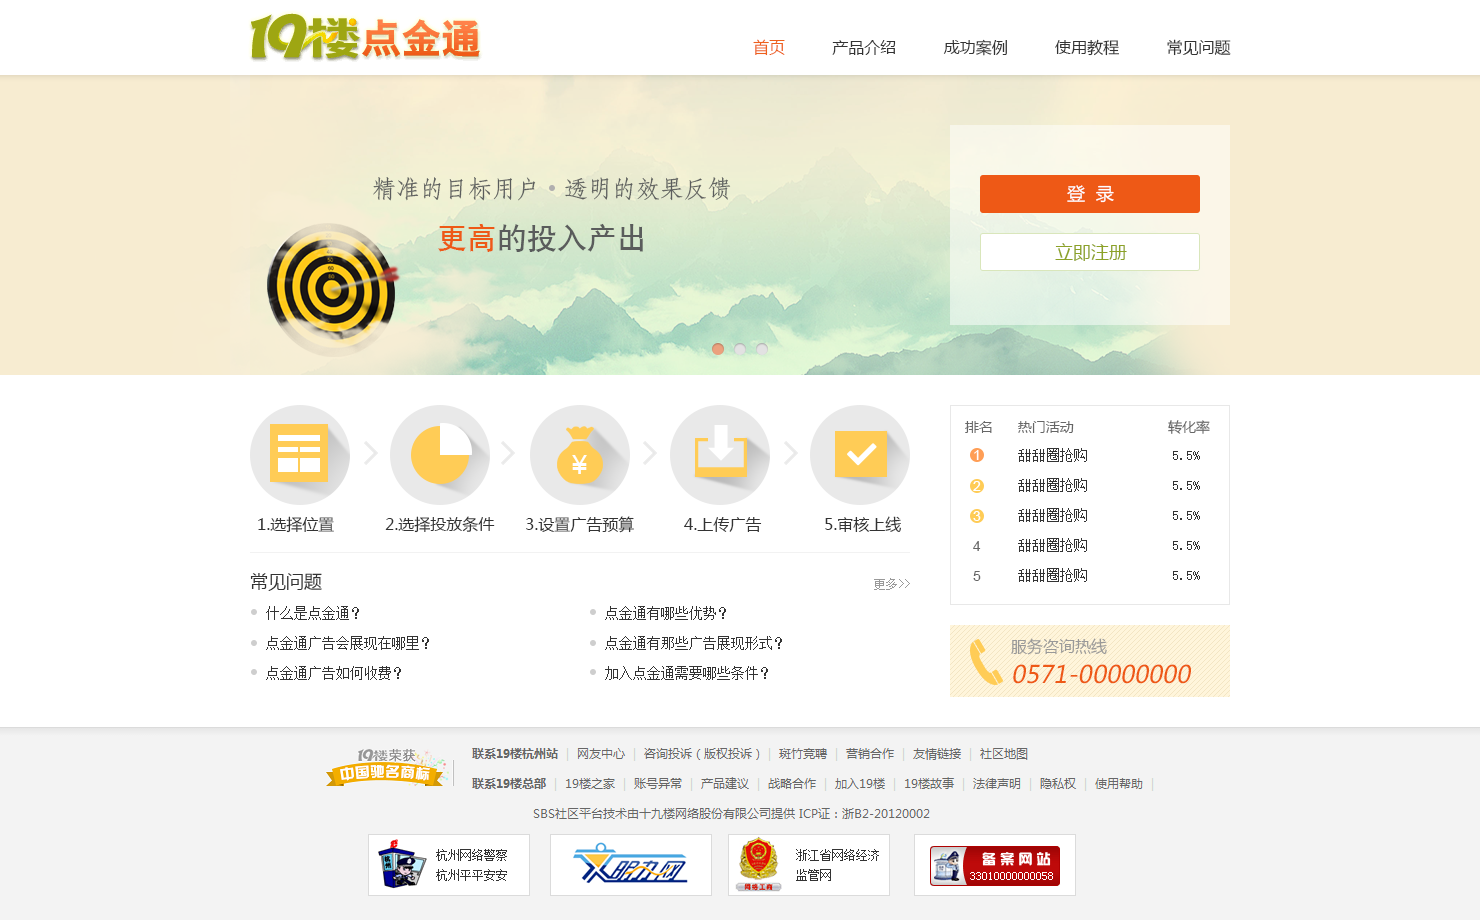 19楼点金通
首页 产品介绍 成功案例 使用教程 常见问题
精准的目标用户·透明的效果反馈
更高的投入产出
登 录
立即注册
1.选择位置 2.选择投放条件 3.设置广告预算 4.上传广告 5.审核上线
排名 热门活动 转化率
1 甜甜圈抢购 5.5%
2 甜甜圈抢购 5.5%
3 甜甜圈抢购 5.5%
4 甜甜圈抢购 5.5%
5 甜甜圈抢购 5.5%
常见问题 更多>>
什么是点金通? 点金通有哪些优势?
点金通广告会展现在哪里? 点金通有那些广告展现形式?
点金通广告如何收费? 加入点金通需要哪些条件?
服务咨询热线
0571-00000000
19楼荣获
中国驰名商标
联系19楼杭州站 | 网友中心 | 咨询投诉(版权投诉) | 斑竹竞聘 | 营销合作 | 友情链接 | 社区地图
联系19楼总部 | 19楼之家 | 账号异常 | 产品建议 | 战略合作 | 加入19楼 | 19楼故事 | 法律声明 | 隐私权 | 使用帮助 |
SBS社区平台技术由十九楼网络股份有限公司提供 ICP证:浙B2-20120002
杭州网络警察
杭州平平安安
文明办网
网络工商
浙江省网络经济
监管网
备案网站
33010000000058